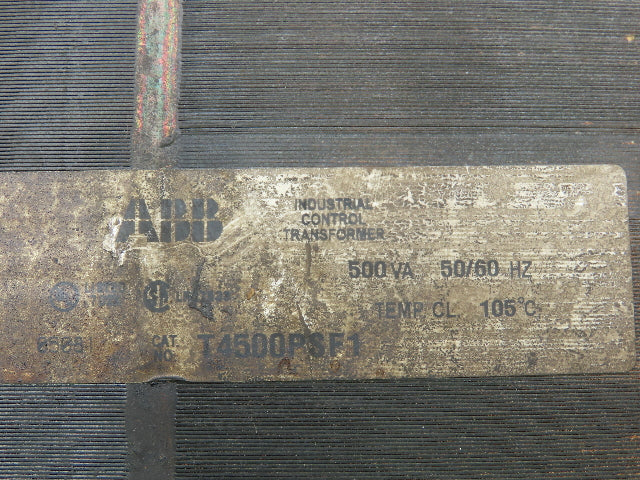 ABB
INDUSTRIAL
CONTROL
TRANSFORMER
500 VA 50/60 HZ
TEMP CL. 105°C
CAT.
NO. T4500PSF1